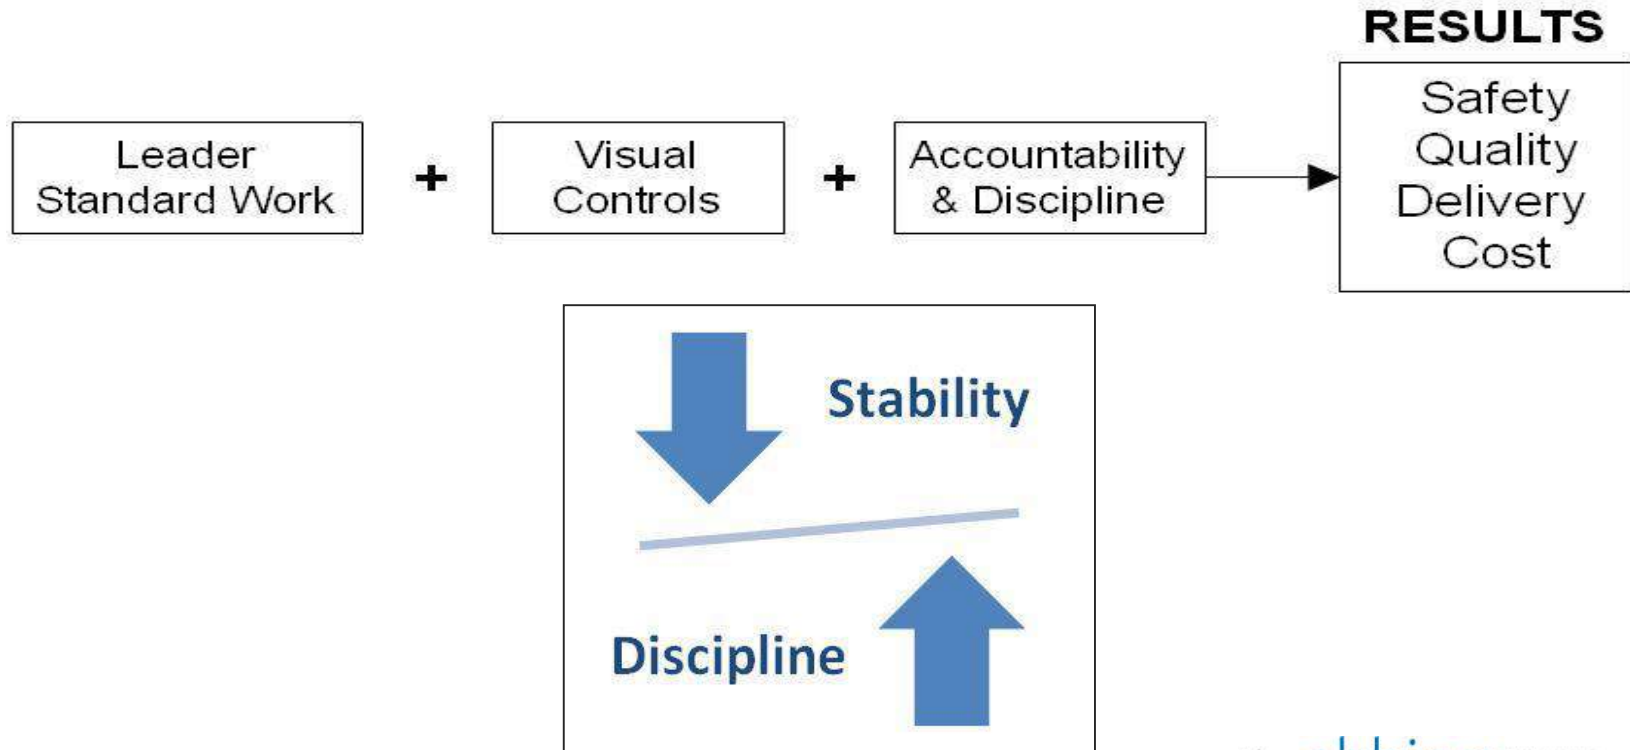 RESULTS
Leader
Standard Work
+
Visual
Controls
+
Accountability
& Discipline
Safety
Quality
Delivery
Cost
Stability
Discipline